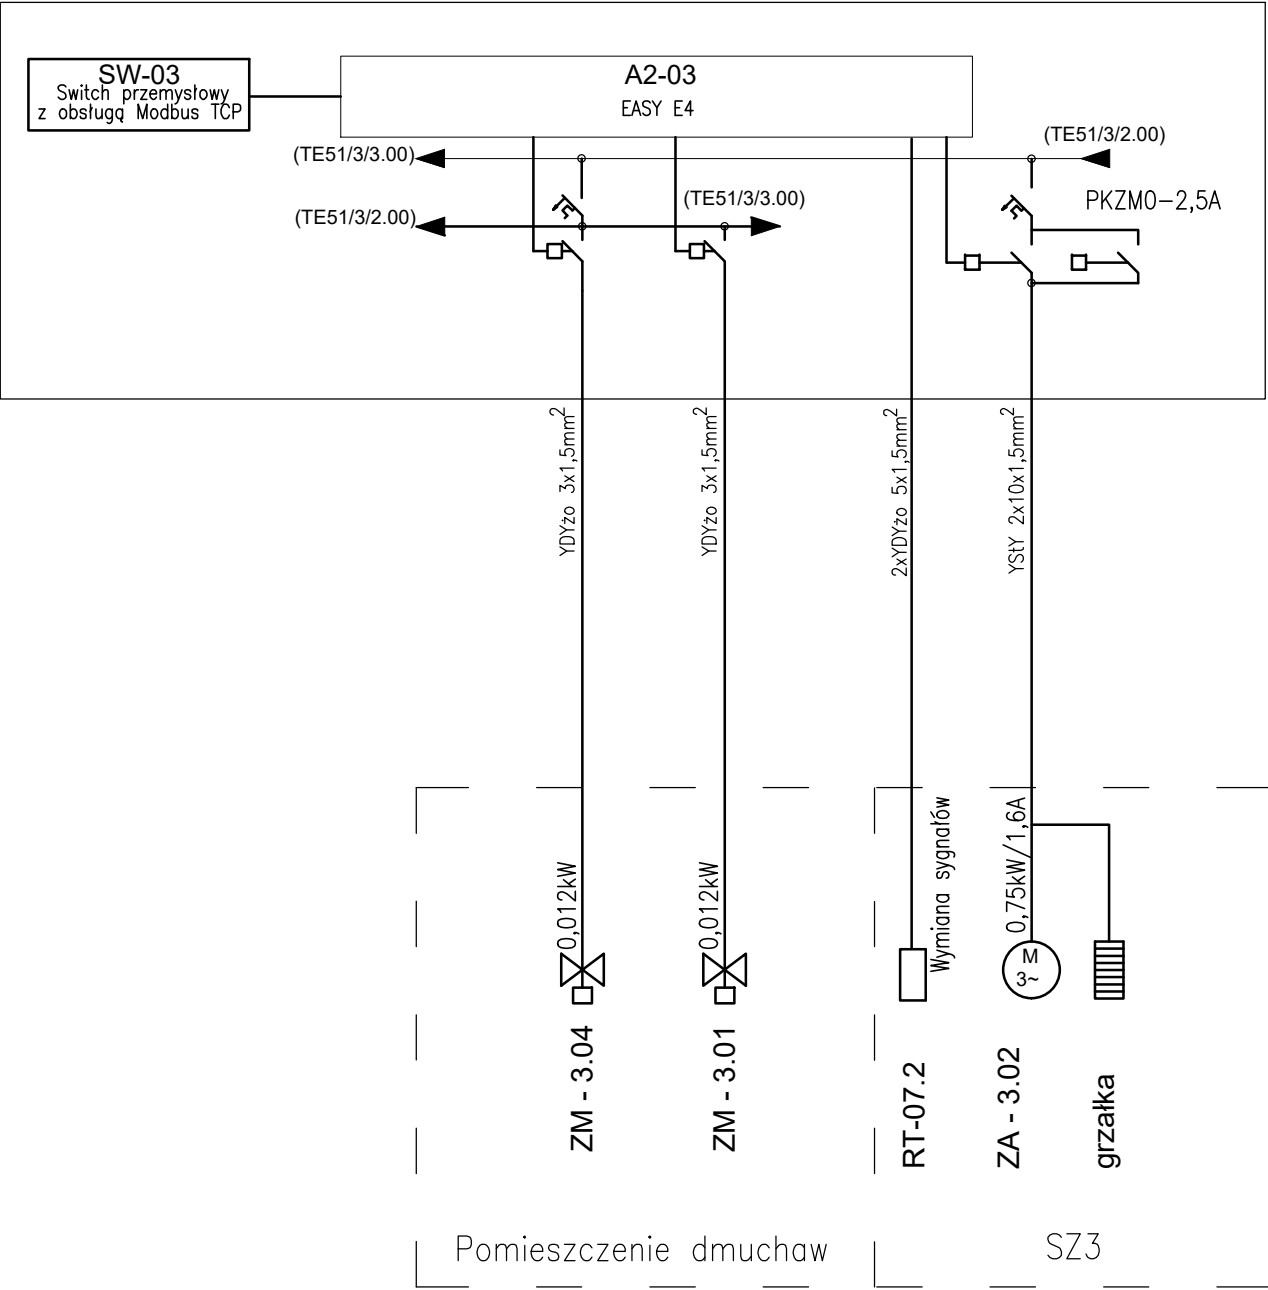 SW-03
Switch przemysłowy
z obsługą Modbus TCP
A2-03
EASY E4
(TE51/3/3.00)
(TE51/3/2.00)
(TE51/3/2.00)
(TE51/3/3.00)
PKZM0-2,5A
YDYżo 3x1,5mm²
YDYżo 3x1,5mm²
2xYDYżo 5x1,5mm²
YStY 2x10x1,5mm²
0,012kW
0,012kW
Wymiana sygnałów
0,75kW/1,6A
M
3~
ZM - 3.04
ZM - 3.01
RT-07.2
ZA - 3.02
grzałka
Pomieszczenie dmuchaw
SZ3